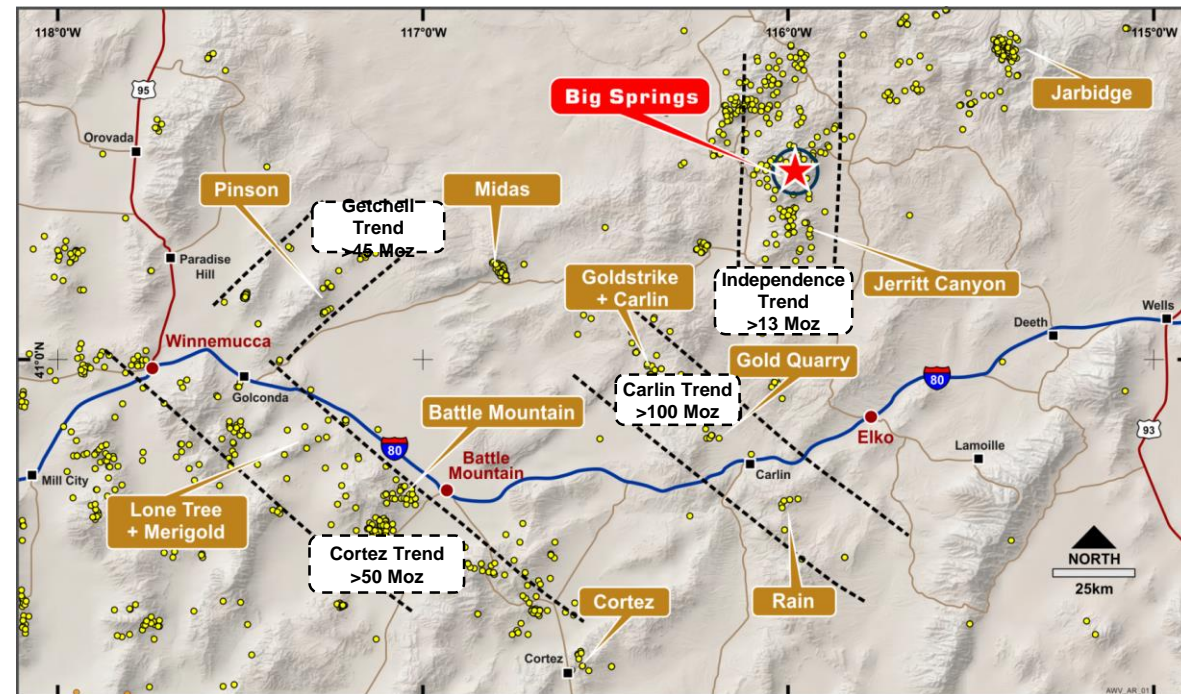 118°0'W
117°0'W
116°0'W
115°0'W
95
Jarbidge
Big Springs
Orovada
Pinson
Midas
Getchell
Trend
>45 Moz
Paradise
Hill
Goldstrike
+ Carlin
Independence
Trend
>13 Moz
Jerritt Canyon
Wells
Deeth
Winnemucca
41°0'N
Gold Quarry
Golconda
Carlin Trend
>100 Moz
80
Battle Mountain
93
Elko
80
Lamoille
Battle
Mountain
Carlin
Mill City
Lone Tree
+ Merigold
Cortez Trend
>50 Moz
NORTH
25km
Cortez
Rain
Cortez
AWV_AR_01